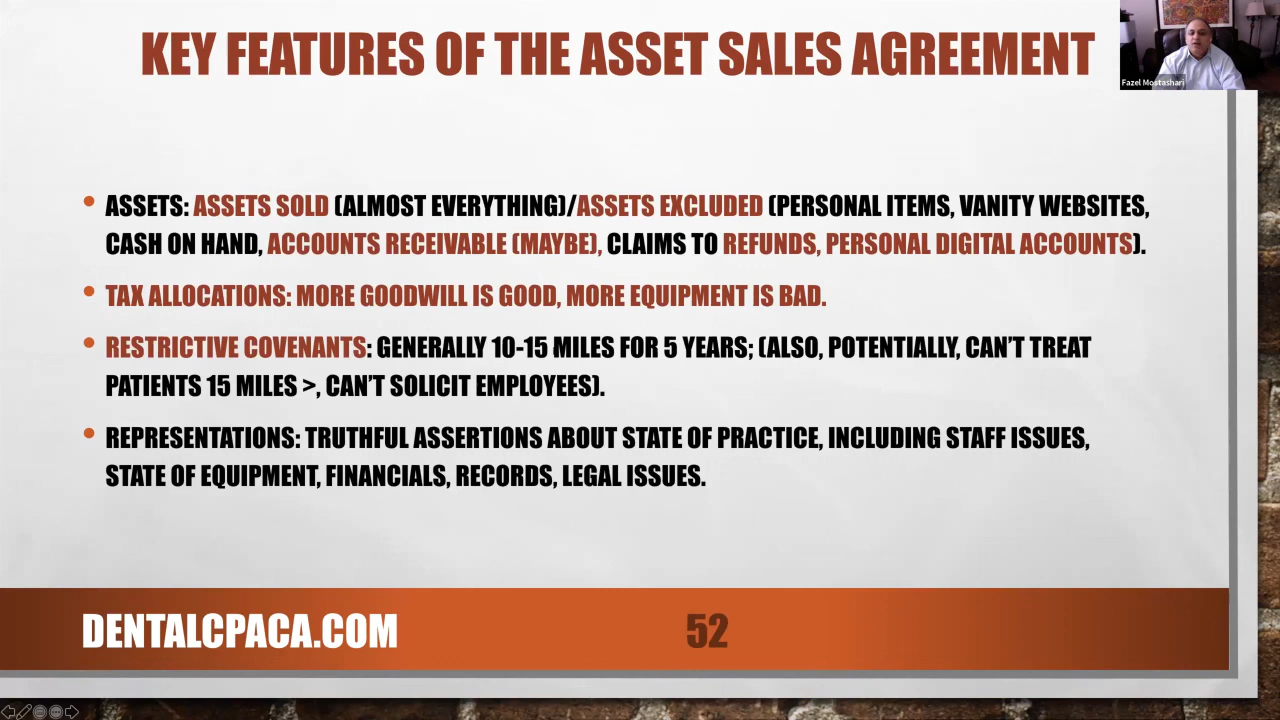 KEY FEATURES OF THE ASSET SALES AGREEMENT
Fazel Mostashari
• ASSETS: ASSETS SOLD (ALMOST EVERYTHING)/ASSETS EXCLUDED (PERSONAL ITEMS, VANITY WEBSITES,
CASH ON HAND, ACCOUNTS RECEIVABLE (MAYBE), CLAIMS TO REFUNDS, PERSONAL DIGITAL ACCOUNTS).
• TAX ALLOCATIONS: MORE GOODWILL IS GOOD, MORE EQUIPMENT IS BAD.
• RESTRICTIVE COVENANTS: GENERALLY 10-15 MILES FOR 5 YEARS; (ALSO, POTENTIALLY, CAN'T TREAT
PATIENTS 15 MILES >, CAN'T SOLICIT EMPLOYEES).
• REPRESENTATIONS: TRUTHFUL ASSERTIONS ABOUT STATE OF PRACTICE, INCLUDING STAFF ISSUES,
STATE OF EQUIPMENT, FINANCIALS, RECORDS, LEGAL ISSUES.
DENTALCPACA.COM
52